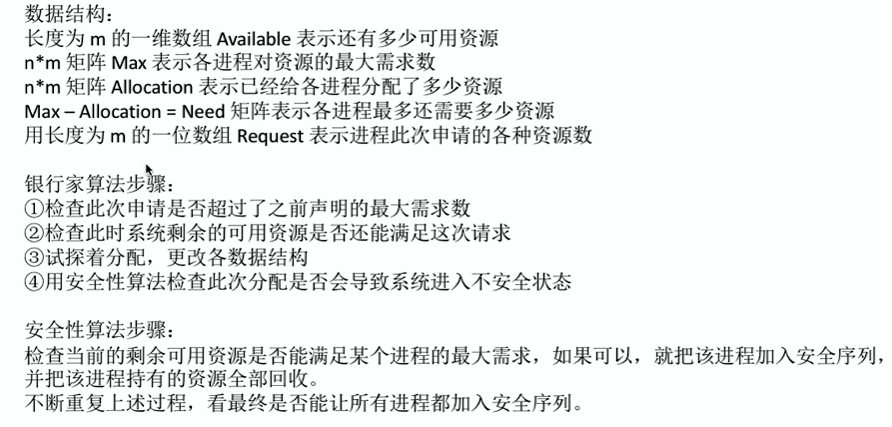 数据结构：
长度为 m 的一维数组 Available 表示还有多少可用资源
n*m 矩阵 Max 表示各进程对资源的最大需求数
n*m 矩阵 Allocation 表示已经给各进程分配了多少资源
Max – Allocation = Need 矩阵表示各进程最多还需要多少资源
用长度为 m 的一位数组 Request 表示进程此次申请的各种资源数
银行家算法步骤：
①检查此次申请是否超过了之前声明的最大需求数
②检查此时系统剩余的可用资源是否还能满足这次请求
③试探着分配，更改各数据结构
④用安全性算法检查此次分配是否会导致系统进入不安全状态
安全性算法步骤：
检查当前的剩余可用资源是否能满足某个进程的最大需求，如果可以，就把该进程加入安全序列，
并把该进程持有的资源全部回收。
不断重复上述过程，看最终是否能让所有进程都加入安全序列。